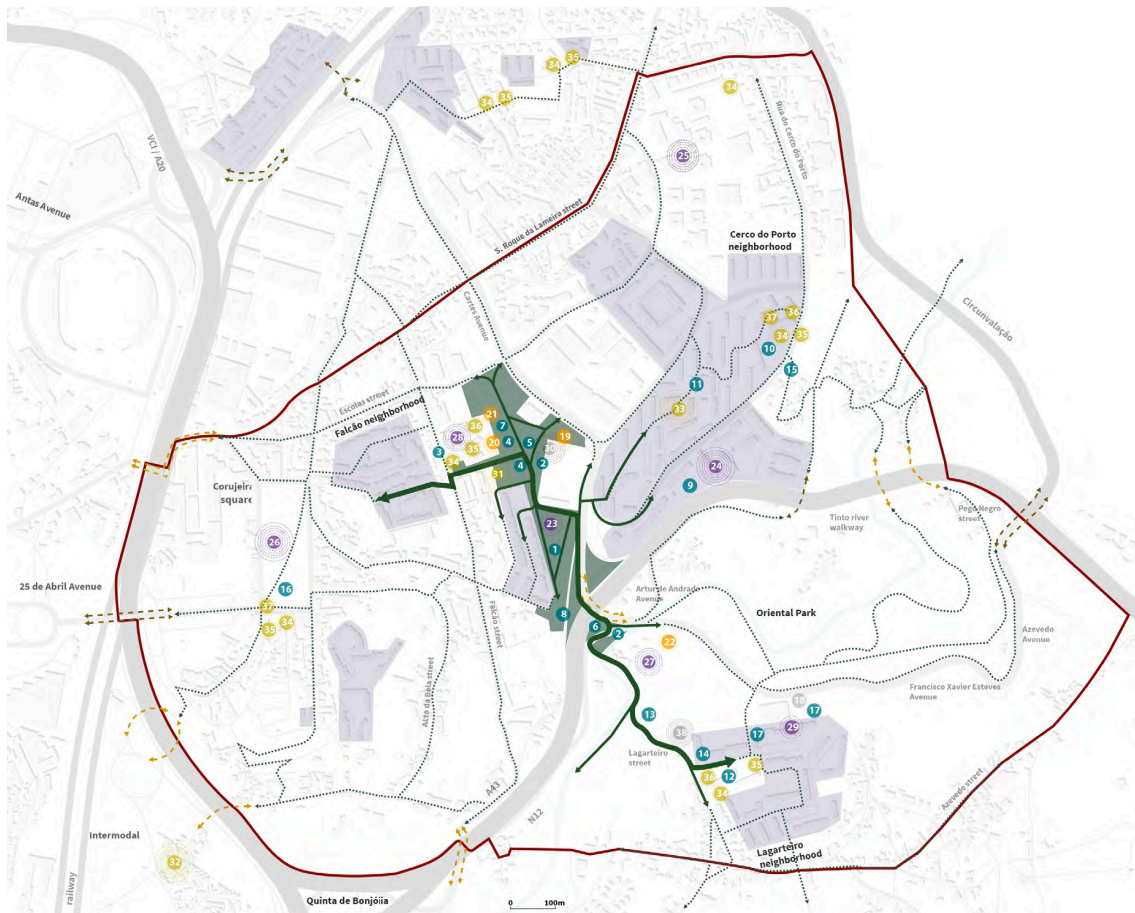 34
35
34
35
34
VCI / A20
25
Rua do Cerco do Porto
Antas Avenue
S. Roque da Lameira street
Cerco do Porto
neighborhood
Cartes Avenue
Circunvalação
37
36
34
35
10
15
11
33
Escolas street
Falcão neighborhood
21
36
7
28
4
5
19
20
35
30
3
34
4
2
31
24
9
Corujeira
square
Tinto river
walkway
Pego Negro
street
23
26
1
25 de Abril Avenue
16
Artur de Andrade
Avenue
37
8
Oriental Park
34
35
6
2
22
Azevedo
Avenue
Falcão street
27
Alto da Bela street
Francisco Xavier Esteves
Avenue
17
13
38
29
17
Lagarteiro
street
14
35
36
12
34
A43
N12
Azevedo street
Intermodal
32
Lagarteiro
neighborhood
railway
Quinta de Bonjóia
0
100m